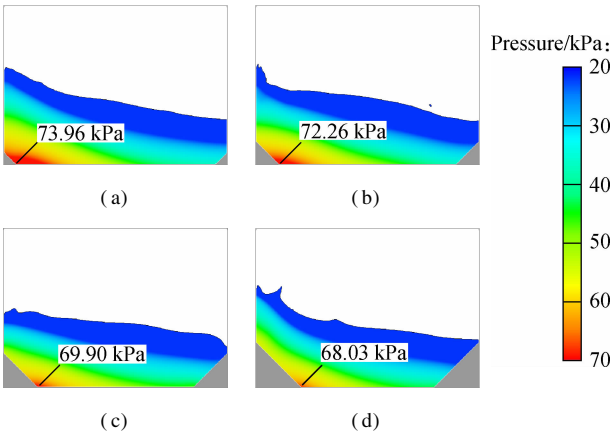 Pressure/kPa:
20
30
40
50
60
70
73.96 kPa
72.26 kPa
(a)
(b)
69.90 kPa
68.03 kPa
(c)
(d)